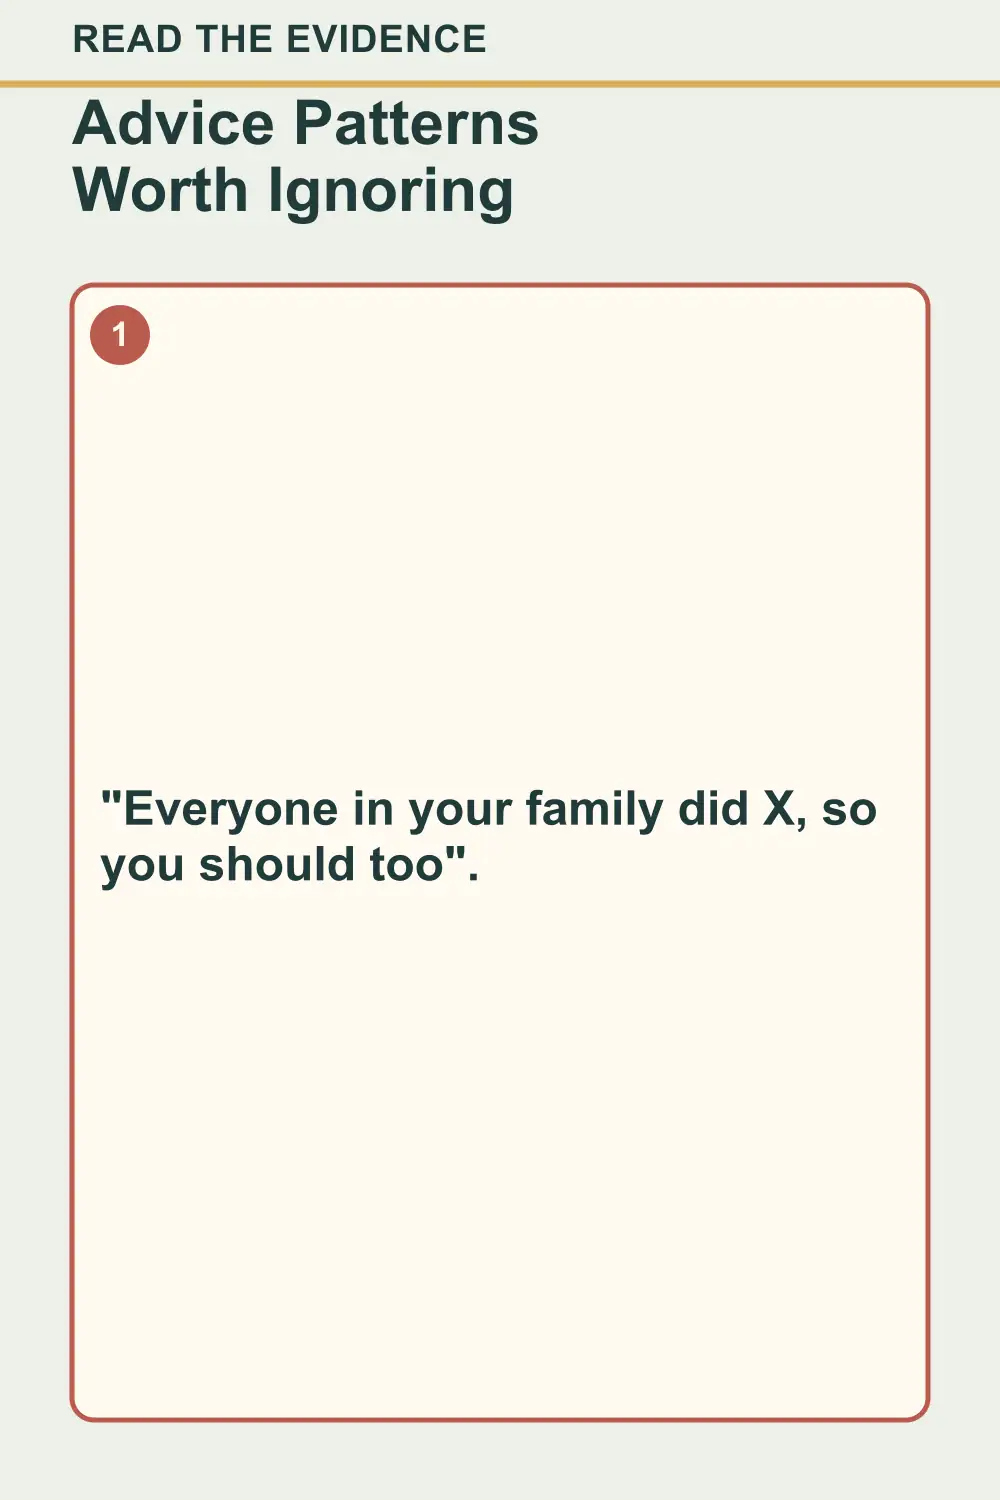 READ THE EVIDENCE
Advice Patterns
Worth Ignoring
1
"Everyone in your family did X, so
you should too".